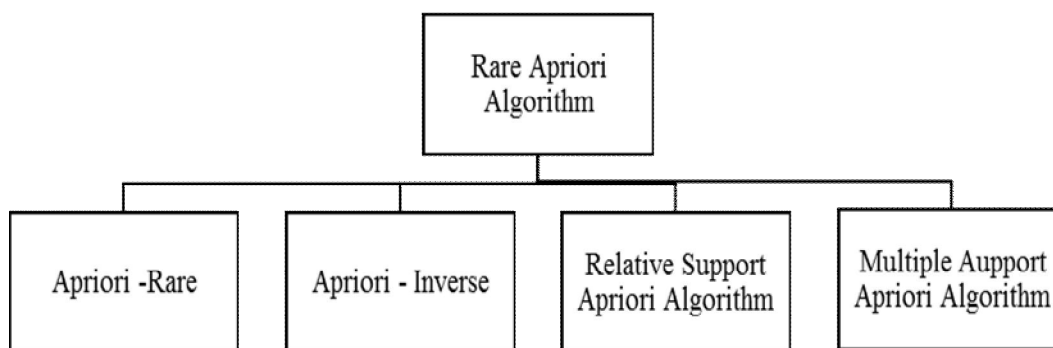 Rare Apriori
Algorithm
Apriori -Rare
Apriori - Inverse
Relative Support
Apriori Algorithm
Multiple Aupport
Apriori Algorithm